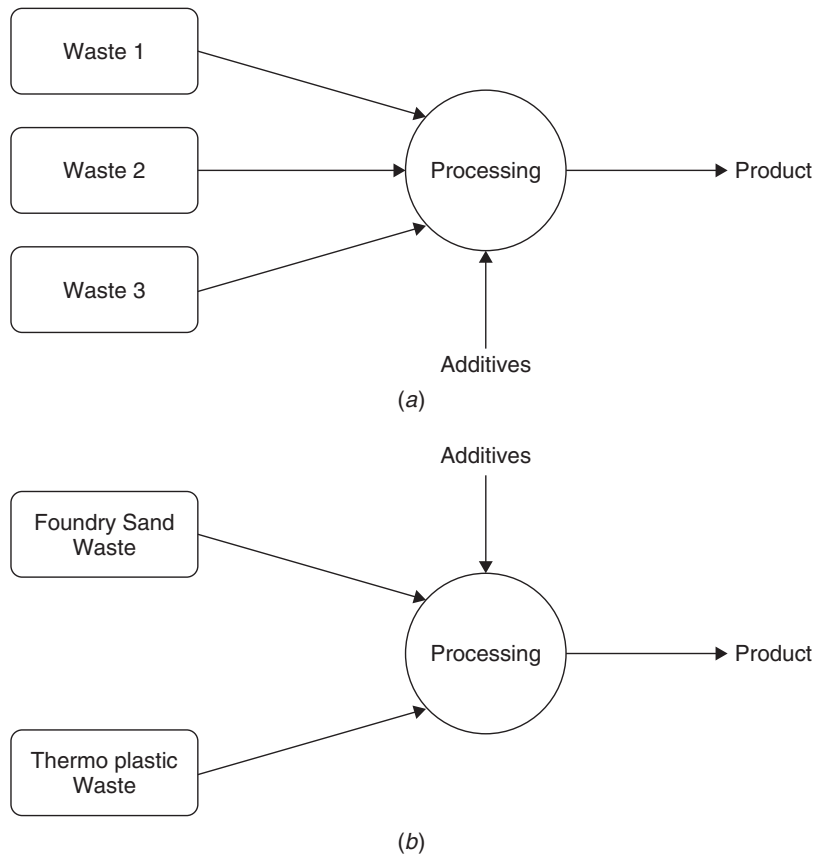 Waste 1
Waste 2
Processing
Product
Waste 3
Additives
(a)
Additives
Foundry Sand
Waste
Processing
Product
Thermo plastic
Waste
(b)